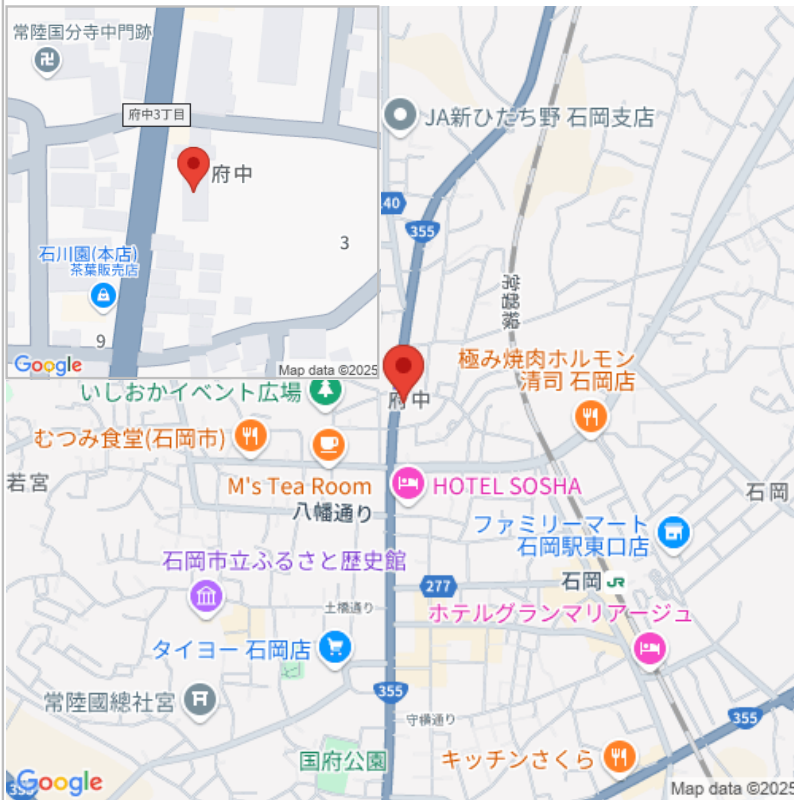 常陸国分寺中門跡
府中3丁目
府中
3
石川園(本店)
茶葉販売店
9
Google
Map data ©2025
JA新ひたち野 石岡支店
40
355
常磐線
極み焼肉ホルモン
清司 石岡店
いしおかイベント広場
府中
むつみ食堂(石岡市)
若宮
M's Tea Room
HOTEL SOSHA
石岡
八幡通り
ファミリーマート
石岡駅東口店
石岡市立ふるさと歴史館
277
石岡 JR
土橋通り
ホテルグランマリアージュ
タイヨー 石岡店
常陸國總社宮
355
守横通り
355
国府公園
キッチンさくら
Google
Map data ©2025